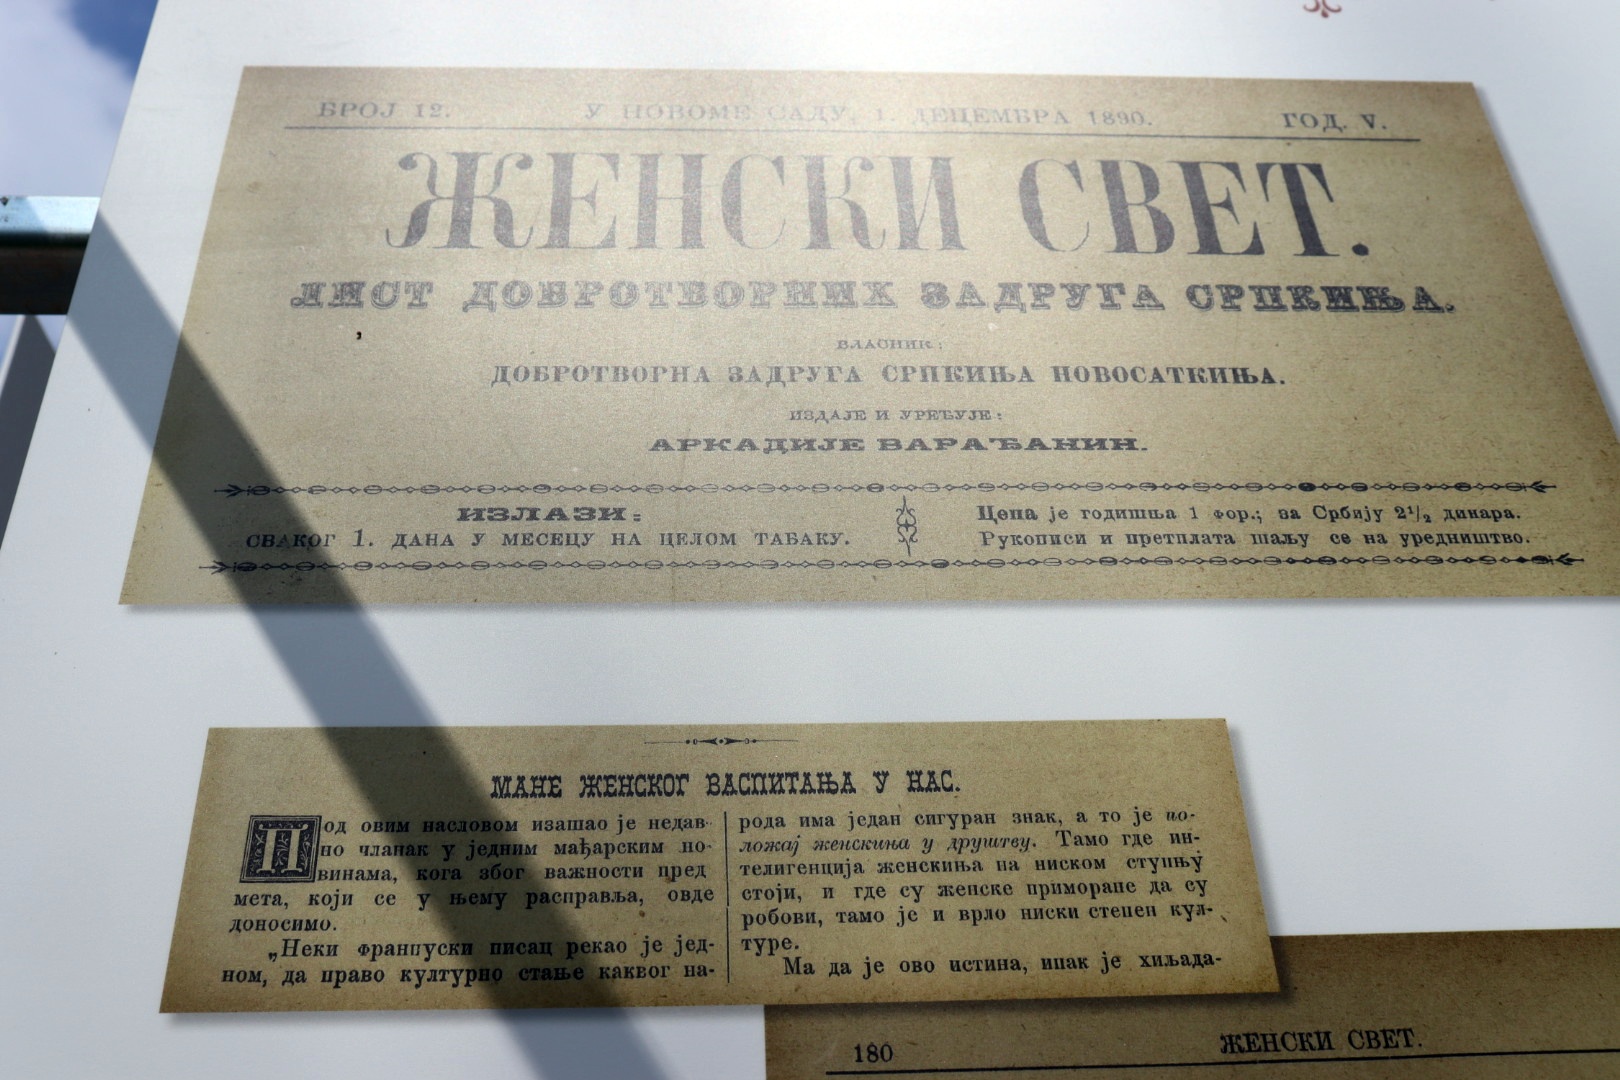 БРОЈ 12. У НОВОМЕ САДУ, 1. ДЕЦЕМБРА 1890. ГОД. V.
ЖЕНСКИ СВЕТ.
ЛИСТ ДОБРОТВОРНИХ ЗАДРУГА СРПКИЊА.
ВЛАСНИК:
ДОБРОТВОРНА ЗАДРУГА СРПКИЊА НОВОСАТКИЊА.
ИЗДАЈЕ И УРЕЂУЈЕ:
АРКАДИЈЕ ВАРАЂАНИН.
ИЗЛАЗИ:
СВАКОГ 1. ДАНА У МЕСЕЦУ НА ЦЕЛОМ ТАБАКУ.
Цена је годишња 1 фор.; за Србију 2¹/₂ динара.
Рукописи и претплата шаљу се на уредништво.
МАНЕ ЖЕНСКОГ ВАСПИТАЊА У НАС.
Под овим насловом изашао је недав-
но чланак у једним мађарским но-
винама, кога због важности пред
мета, који се у њему расправља, овде
доносимо.
„Неки француски писац рекао је јед-
ном, да право културно стање каквог на-
рода има један сигуран знак, а то је по-
ложај женскиња у друштву. Тамо где ин-
телигенција женскиња на ниском ступњу
стоји, и где су женске приморане да су
робови, тамо је и врло ниски степен кул-
туре.
Ма да је ово истина, ипак је хиљада-
180 ЖЕНСКИ СВЕТ.